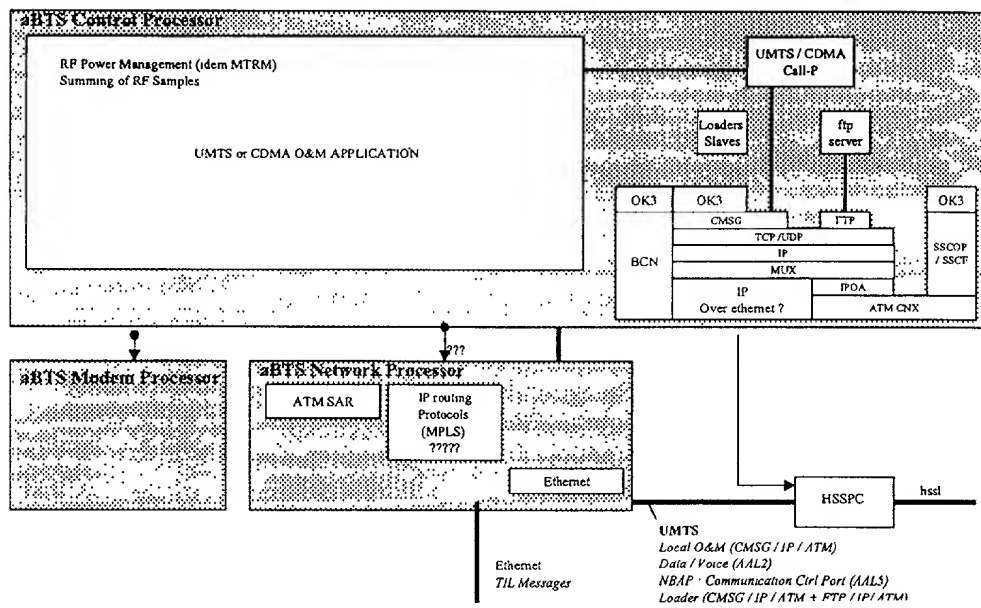 aBTS Control Processor
RF Power Management (idem MTRM)
Summing of RF Samples
UMTS or CDMA O&M APPLICATION
UMTS / CDMA
Call-P
Loaders
Slaves
ftp
server
OK3
OK3
OK3
CMSG
FTP
TCP/UDP
IP
MUX
BCN
IP
Over ethernet ?
IPOA
ATM CNX
SSCOP
/ SSCF
???
aBTS Modem Processor
aBTS Network Processor
ATM SAR
IP routing
Protocols
(MPLS)
?????
Ethernet
HSSPC
hssl
Ethernet
TIL Messages
UMTS
Local O&M (CMSG / IP / ATM)
Data / Voice (AAL2)
NBAP : Communication Ctrl Port (AAL5)
Loader (CMSG / IP / ATM + FTP / IP / ATM)